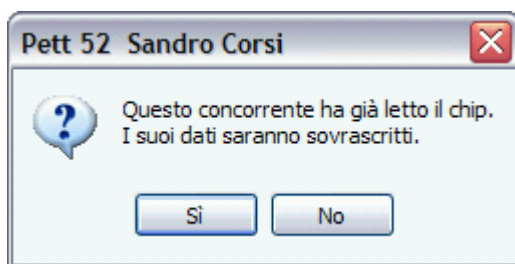 Pett 52 Sandro Corsi
Questo concorrente ha già letto il chip.
I suoi dati saranno sovrascritti.
Sì
No